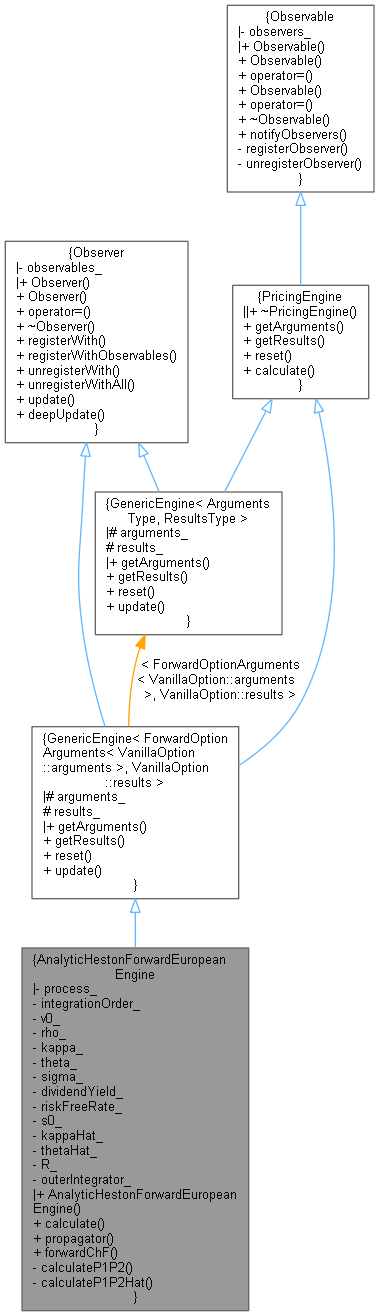 {Observable
|- observers_
|+ Observable()
+ Observable()
+ operator=()
+ Observable()
+ operator=()
+ ~Observable()
+ notifyObservers()
- registerObserver()
- unregisterObserver()
}
{Observer
|- observables_
|+ Observer()
+ Observer()
+ operator=()
+ ~Observer()
+ registerWith()
+ registerWithObservables()
+ unregisterWith()
+ unregisterWithAll()
+ update()
+ deepUpdate()
}
{PricingEngine
||+ ~PricingEngine()
+ getArguments()
+ getResults()
+ reset()
+ calculate()
}
{GenericEngine< Arguments
Type, ResultsType >
|# arguments_
# results_
|+ getArguments()
+ getResults()
+ reset()
+ update()
}
< ForwardOptionArguments
< VanillaOption::arguments
>, VanillaOption::results >
{GenericEngine< ForwardOption
Arguments< VanillaOption
::arguments >, VanillaOption
::results >
|# arguments_
# results_
|+ getArguments()
+ getResults()
+ reset()
+ update()
}
{AnalyticHestonForwardEuropean
Engine
|- process_
- integrationOrder_
- v0_
- rho_
- kappa_
- theta_
- sigma_
- dividendYield_
- riskFreeRate_
- s0_
- kappaHat_
- thetaHat_
- R_
- outerIntegrator_
|+ AnalyticHestonForwardEuropean
Engine()
+ calculate()
+ propagator()
+ forwardChF()
- calculateP1P2()
- calculateP1P2Hat()
}